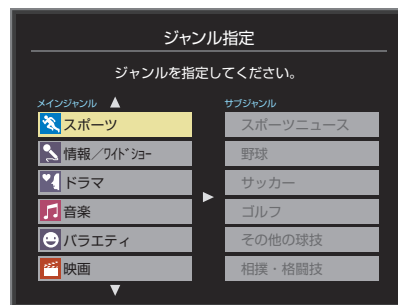 ジャンル指定
ジャンルを指定してください。
メインジャンル
スポーツ
情報／ワイドショー
ドラマ
音楽
バラエティ
映画
サブジャンル
スポーツニュース
野球
サッカー
ゴルフ
その他の球技
相撲・格闘技